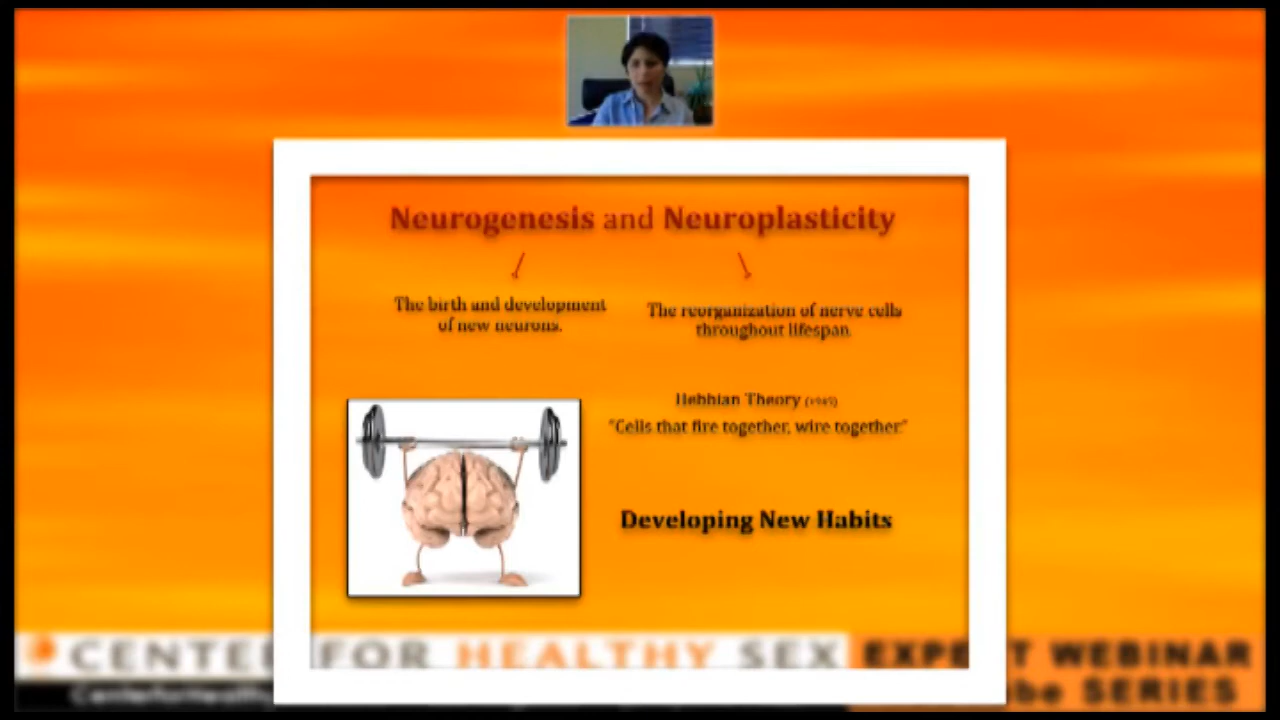 Neurogenesis and Neuroplasticity
The birth and development
of new neurons.
The reorganization of nerve cells
throughout lifespan.
Hebbian Theory
"Cells that fire together, wire together."
Developing New Habits
CENTER FOR HEALTHY SEX EXPERT WEBINAR
SERIES